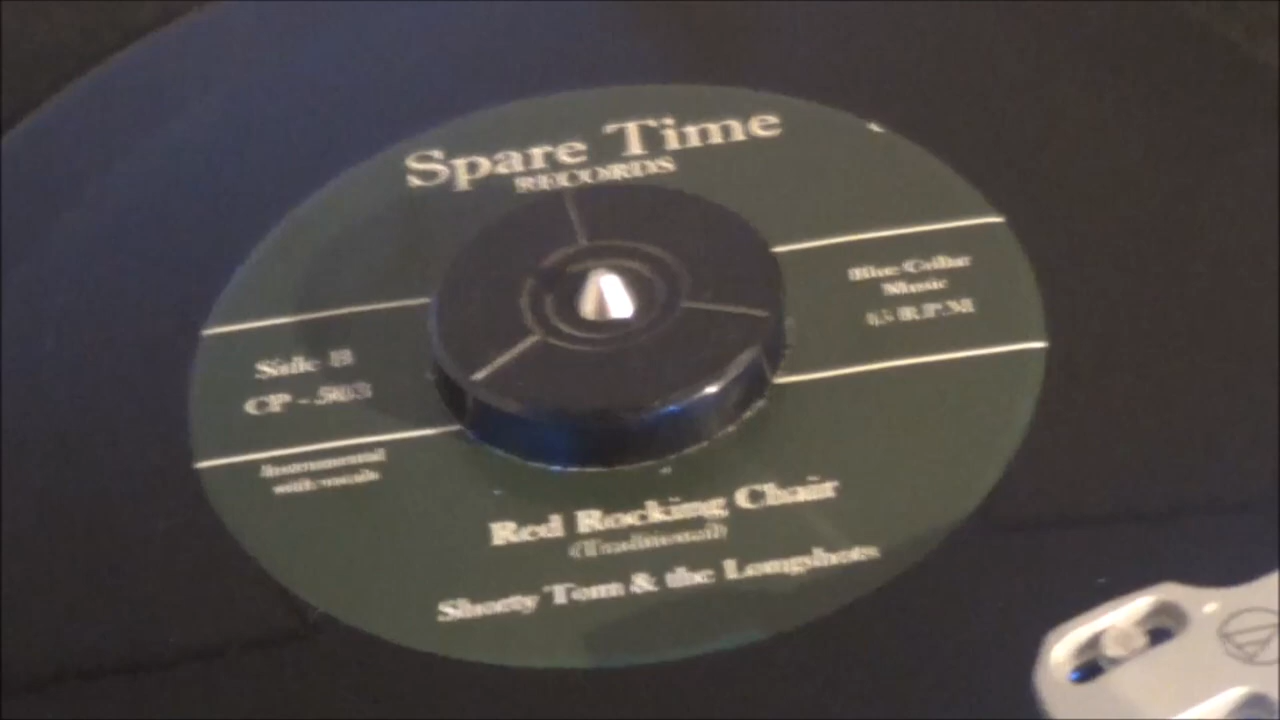 Spare Time
RECORDS
Side B
CP - 503
Instrumental
with vocals
Blue Collar
Music
R.P.M
Red Rocking Chair
(Traditional)
Shorty Tom & the Longshots